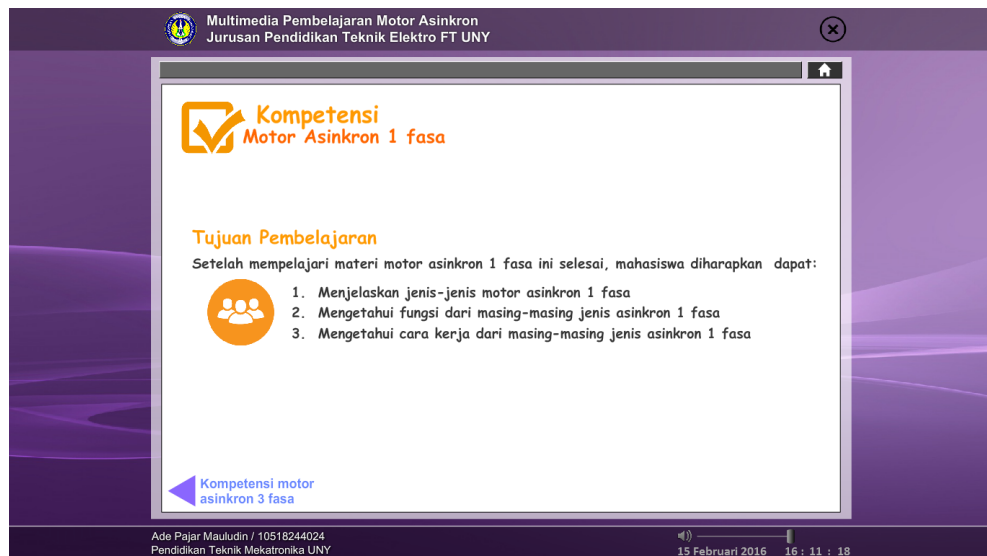 Multimedia Pembelajaran Motor Asinkron
Jurusan Pendidikan Teknik Elektro FT UNY
Kompetensi
Motor Asinkron 1 fasa
Tujuan Pembelajaran
Setelah mempelajari materi motor asinkron 1 fasa ini selesai, mahasiswa diharapkan dapat:
1. Menjelaskan jenis-jenis motor asinkron 1 fasa
2. Mengetahui fungsi dari masing-masing jenis asinkron 1 fasa
3. Mengetahui cara kerja dari masing-masing jenis asinkron 1 fasa
Kompetensi motor
asinkron 3 fasa
Ade Pajar Mauludin / 10518244024
Pendidikan Teknik Mekatronika UNY
15 Februari 2016 16 : 11 : 18